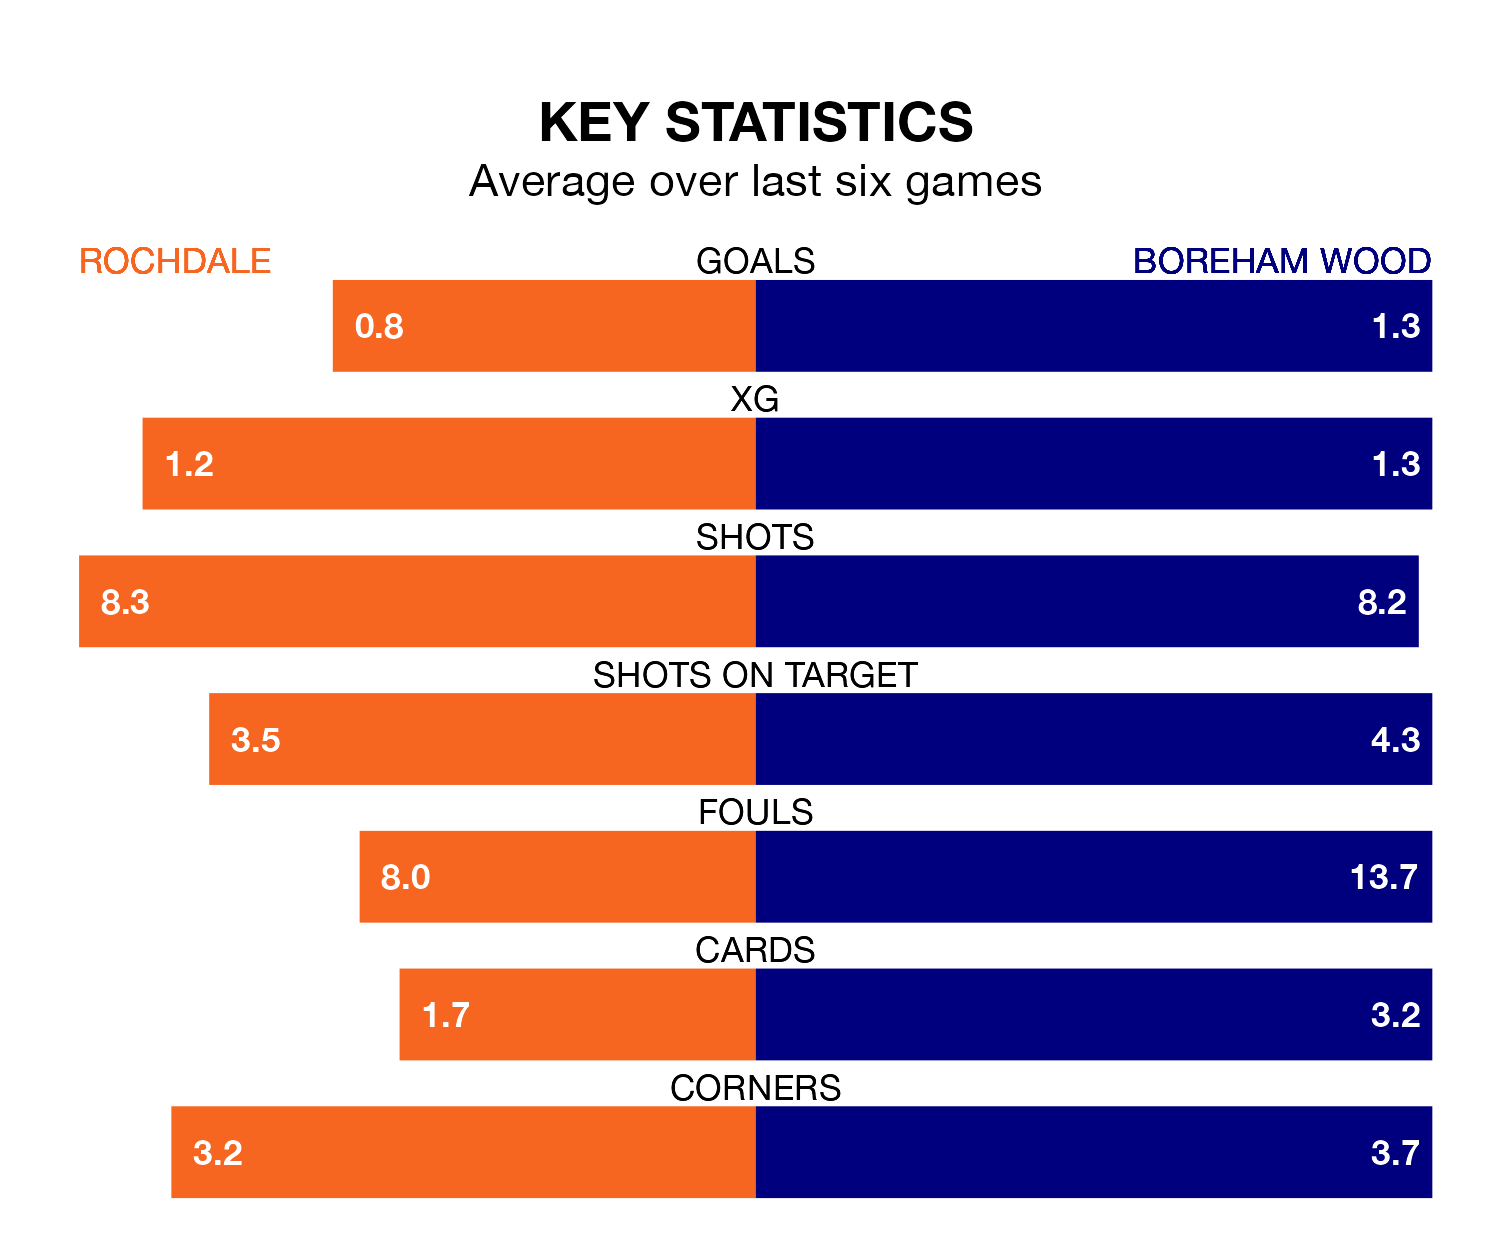 KEY STATISTICS
Average over last six games
ROCHDALE GOALS BOREHAM WOOD
0.8 1.3
XG
1.2 1.3
SHOTS
8.3 8.2
SHOTS ON TARGET
3.5 4.3
FOULS
8.0 13.7
CARDS
1.7 3.2
CORNERS
3.2 3.7